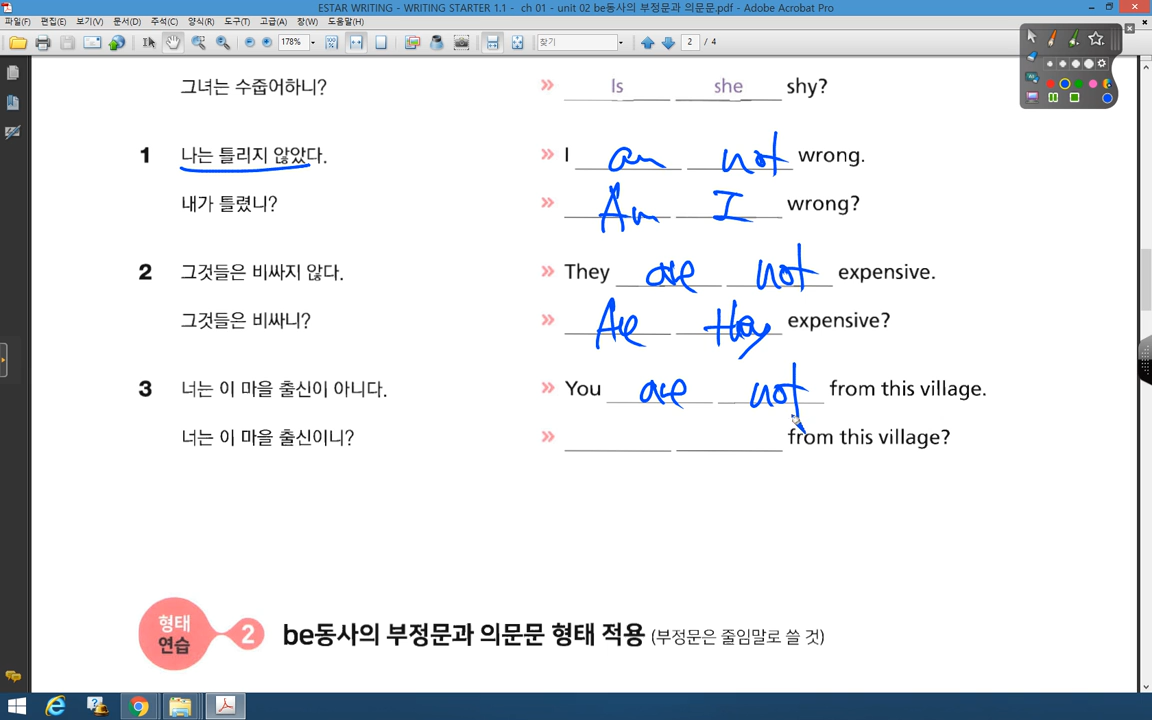 ESTAR WRITING - WRITING STARTER 1.1 - ch 01 - unit 02 be동사의 부정문과 의문문.pdf - Adobe Acrobat Pro
파일(F) 편집(E) 보기(V) 문서(D) 주석(C) 양식(R) 도구(T) 고급(A) 창(W) 도움말(H)
178% 찾기 2 / 4
그녀는 수줍어하니? » Is she shy?
1 나는 틀리지 않았다. » I am not wrong.
내가 틀렸니? » Am I wrong?
2 그것들은 비싸지 않다. » They are not expensive.
그것들은 비싸니? » Are they expensive?
3 너는 이 마을 출신이 아니다. » You are not from this village.
너는 이 마을 출신이니? » from this village?
형태 연습 2 be동사의 부정문과 의문문 형태 적용 (부정문은 줄임말로 쓸 것)